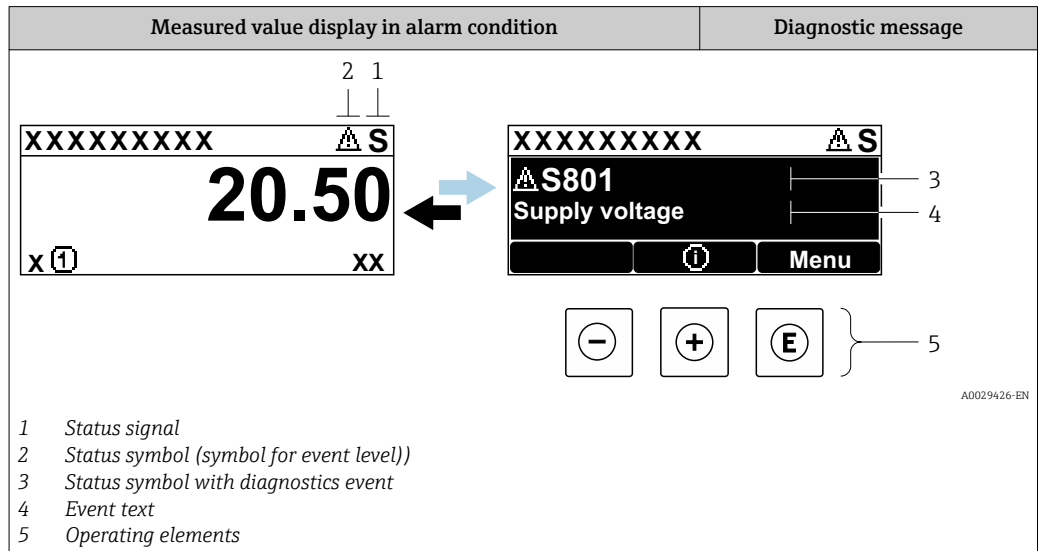 Measured value display in alarm condition Diagnostic message
2 1
XXXXXXXXX ⚠ S
20.50
X ① XX
XXXXXXXXX ⚠ S
⚠S801
Supply voltage
ⓘ Menu
3
4
− + E
5
A0029426-EN
1 Status signal
2 Status symbol (symbol for event level))
3 Status symbol with diagnostics event
4 Event text
5 Operating elements